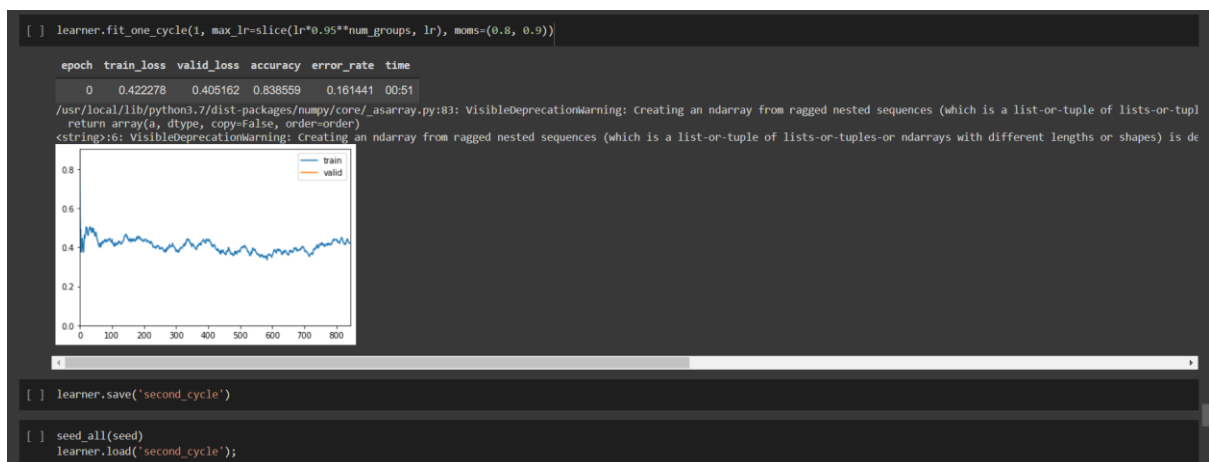 [ ] learner.fit_one_cycle(1, max_lr=slice(lr*0.95**num_groups, lr), moms=(0.8, 0.9))
epoch train_loss valid_loss accuracy error_rate time
0 0.422278 0.405162 0.838559 0.161441 00:51
/usr/local/lib/python3.7/dist-packages/numpy/core/_asarray.py:83: VisibleDeprecationWarning: Creating an ndarray from ragged nested sequences (which is a list-or-tuple of lists-or-tupl
return array(a, dtype, copy=False, order=order)
<string>:6: VisibleDeprecationWarning: Creating an ndarray from ragged nested sequences (which is a list-or-tuple of lists-or-tuples-or ndarrays with different lengths or shapes) is de
train
valid
0.8
0.6
0.4
0.2
0.0
0 100 200 300 400 500 600 700 800
[ ] learner.save('second_cycle')
[ ] seed_all(seed)
learner.load('second_cycle');